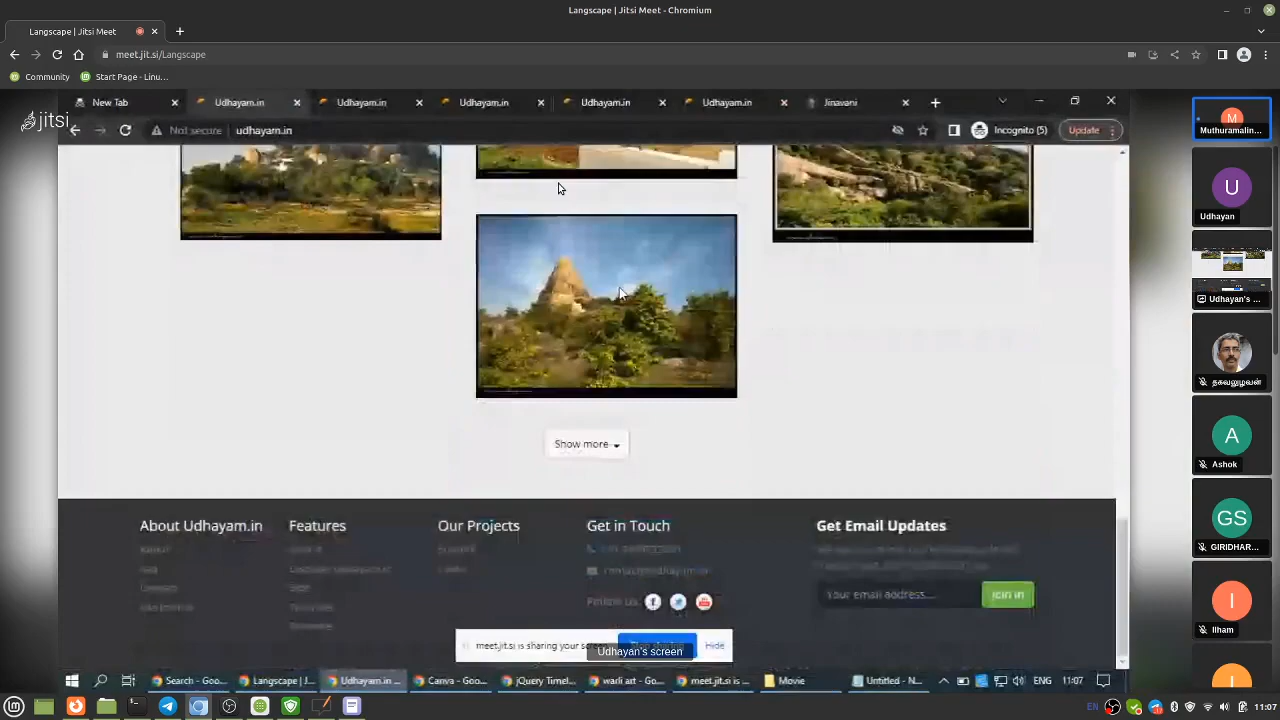 Langscape | Jitsi Meet - Chromium
Langscape | Jitsi Meet
meet.jit.si/Langscape
Community
Start Page - Linu...
jitsi
New Tab
Udhayam.in
Udhayam.in
Udhayam.in
Udhayam.in
Udhayam.in
Jinavani
Not secure
udhayam.in
Incognito (5)
Update
Show more
About Udhayam.in
Features
Our Projects
Get in Touch
Get Email Updates
Follow us:
Your email address...
Join in
meet.jit.si is sharing your screen
Hide
Udhayan's screen
Search - Goo...
Langscape | J...
Udhayam.in ...
Canva - Goo...
jQuery Timel...
warli art - Goo...
meet.jit.si is ...
Movie
Untitled - N...
ENG
11:07
Muthuramalin...
U
Udhayan
Udhayan's ...
தகவலுழவன்
A
Ashok
GS
GIRIDHAR...
I
Ilham
EN
11:07